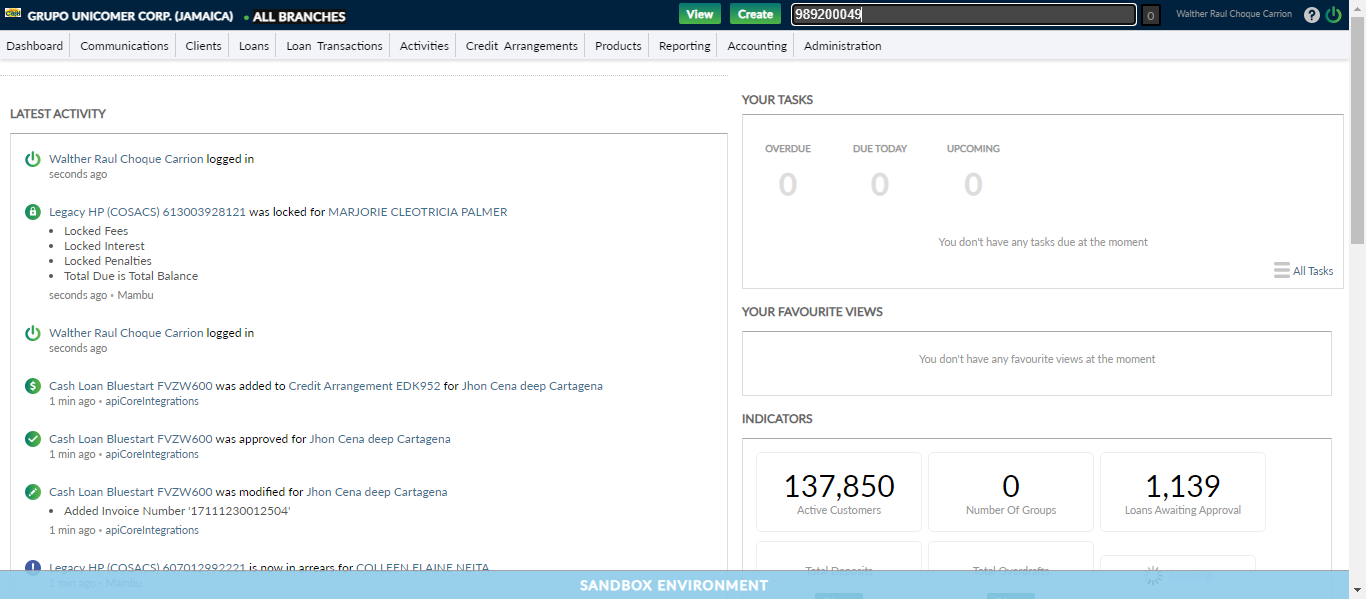 GRUPO UNICOMER CORP. (JAMAICA) • ALL BRANCHES View Create 989200049 0 Walther Raul Choque Carrion ?
Dashboard Communications Clients Loans Loan Transactions Activities Credit Arrangements Products Reporting Accounting Administration
LATEST ACTIVITY
Walther Raul Choque Carrion logged in
seconds ago
Legacy HP (COSACS) 613003928121 was locked for MARJORIE CLEOTRICIA PALMER
• Locked Fees
• Locked Interest
• Locked Penalties
• Total Due is Total Balance
seconds ago • Mambu
Walther Raul Choque Carrion logged in
seconds ago
Cash Loan Bluestart FVZW600 was added to Credit Arrangement EDK952 for Jhon Cena deep Cartagena
1 min ago • apiCoreIntegrations
Cash Loan Bluestart FVZW600 was approved for Jhon Cena deep Cartagena
1 min ago • apiCoreIntegrations
Cash Loan Bluestart FVZW600 was modified for Jhon Cena deep Cartagena
• Added Invoice Number '17111230012504'
1 min ago • apiCoreIntegrations
Legacy HP (COSACS) 607012992221 is now in arrears for COLLEEN ELAINE NEITA
1 min ago • Mambu
YOUR TASKS
OVERDUE DUE TODAY UPCOMING
0 0 0
You don't have any tasks due at the moment
All Tasks
YOUR FAVOURITE VIEWS
You don't have any favourite views at the moment
INDICATORS
137,850 0 1,139
Active Customers Number Of Groups Loans Awaiting Approval
Total Deposits Total Overdrafts
SANDBOX ENVIRONMENT